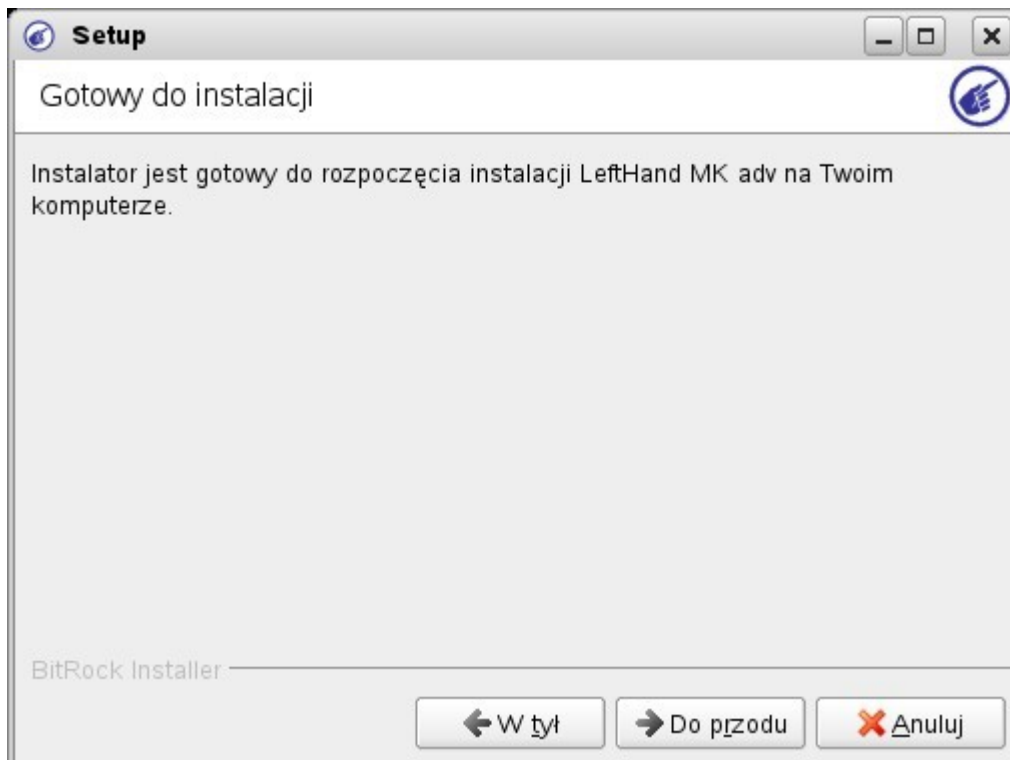 Setup
Gotowy do instalacji
Instalator jest gotowy do rozpoczęcia instalacji LeftHand MK adv na Twoim
komputerze.
BitRock Installer
W tył Do przodu Anuluj